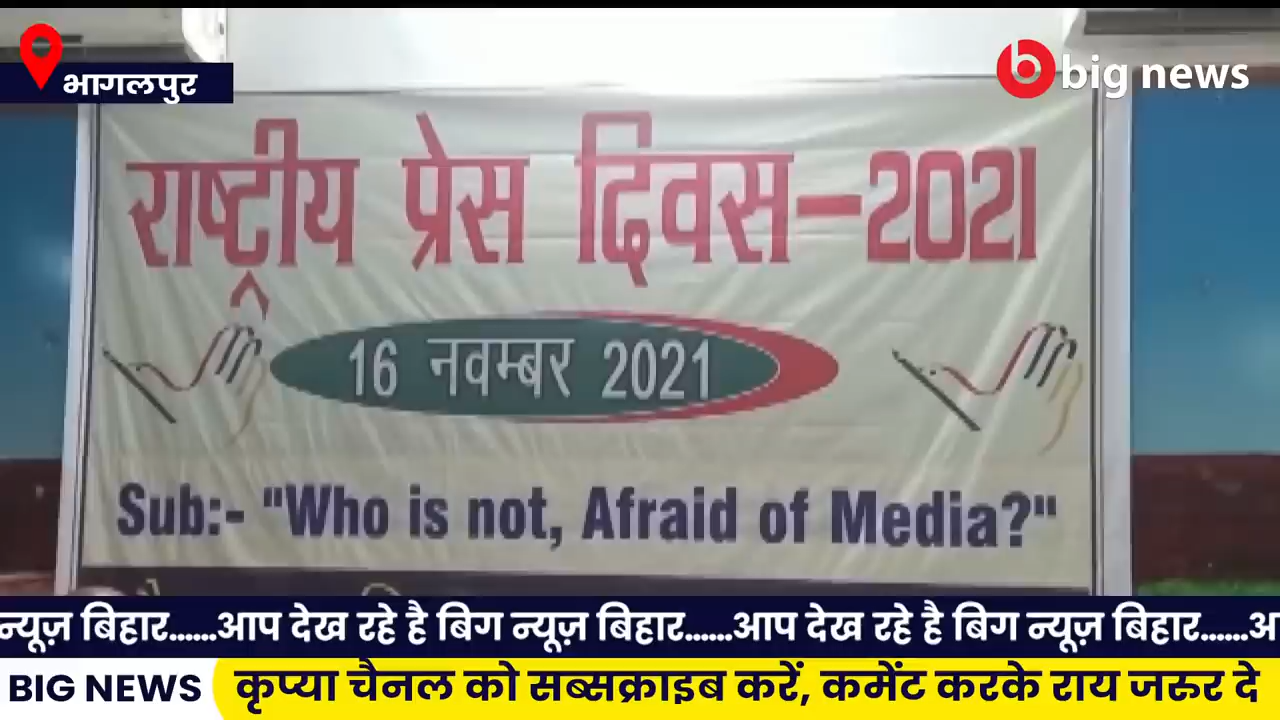 भागलपुर
big news
राष्ट्रीय प्रेस दिवस-2021
16 नवम्बर 2021
Sub:- "Who is not, Afraid of Media?"
न्यूज़ बिहार......आप देख रहे है बिग न्यूज़ बिहार......आप देख रहे है बिग न्यूज़ बिहार......आ
BIG NEWS कृप्या चैनल को सब्सक्राइब करें, कमेंट करके राय जरुर दे